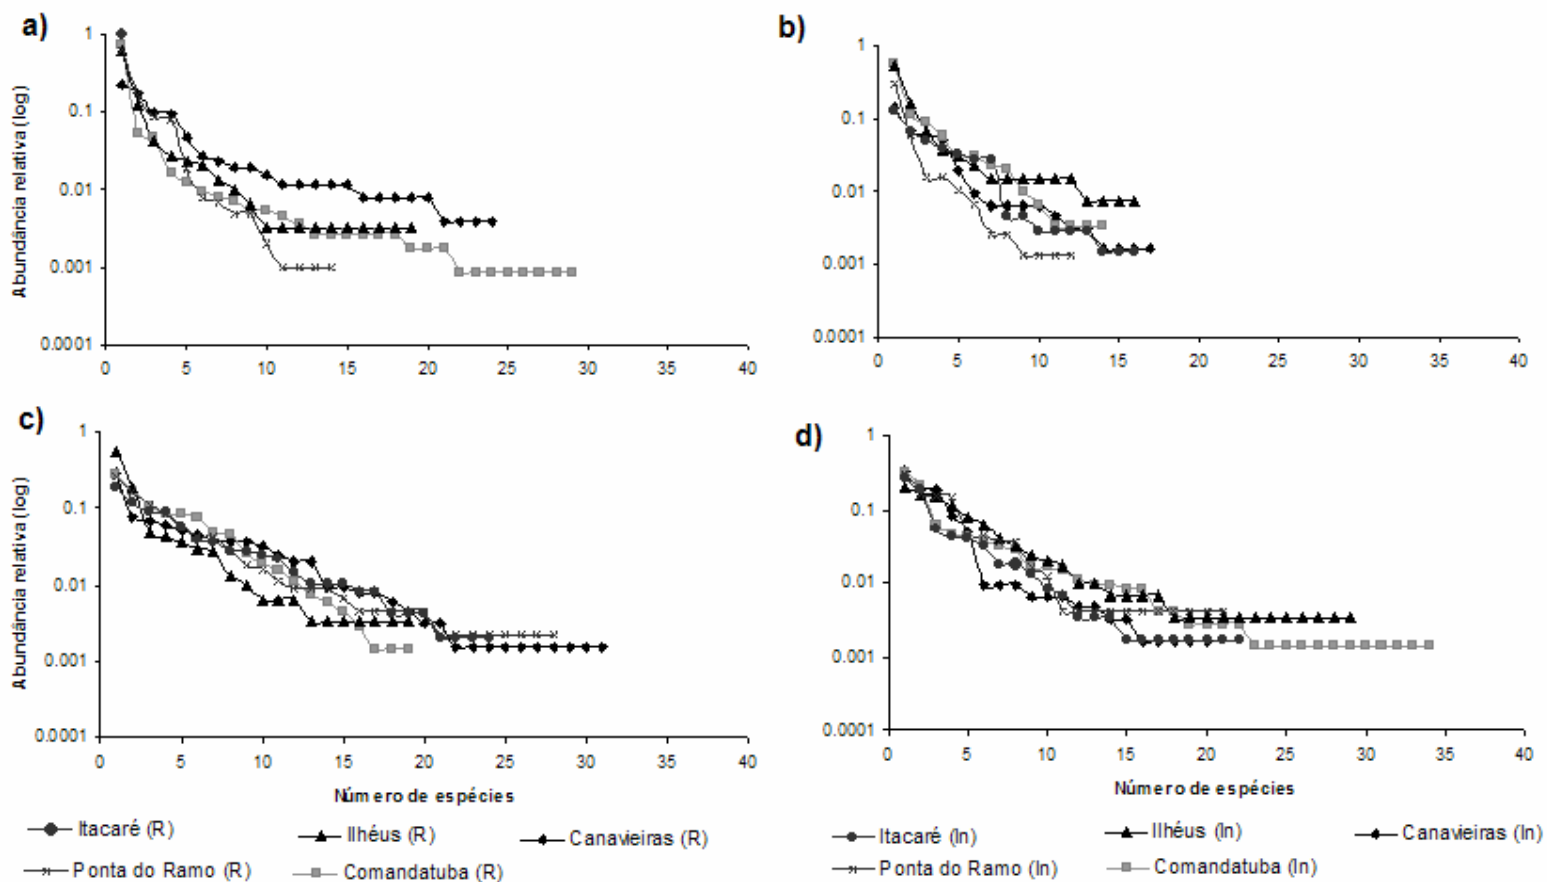 a)
Abundância relativa (log)
1
0.1
0.01
0.001
0.0001
0 5 10 15 20 25 30 35 40
b)
1
0.1
0.01
0.001
0.0001
0 5 10 15 20 25 30 35 40
c)
Abundância relativa (log)
1
0.1
0.01
0.001
0.0001
0 5 10 15 20 25 30 35 40
Número de espécies
d)
1
0.1
0.01
0.001
0.0001
0 5 10 15 20 25 30 35 40
Número de espécies
Itacaré (R) Ilhéus (R) Canavieiras (R)
Ponta do Ramo (R) Comandatuba (R)
Itacaré (In) Ilhéus (In) Canavieiras (In)
Ponta do Ramo (In) Comandatuba (In)